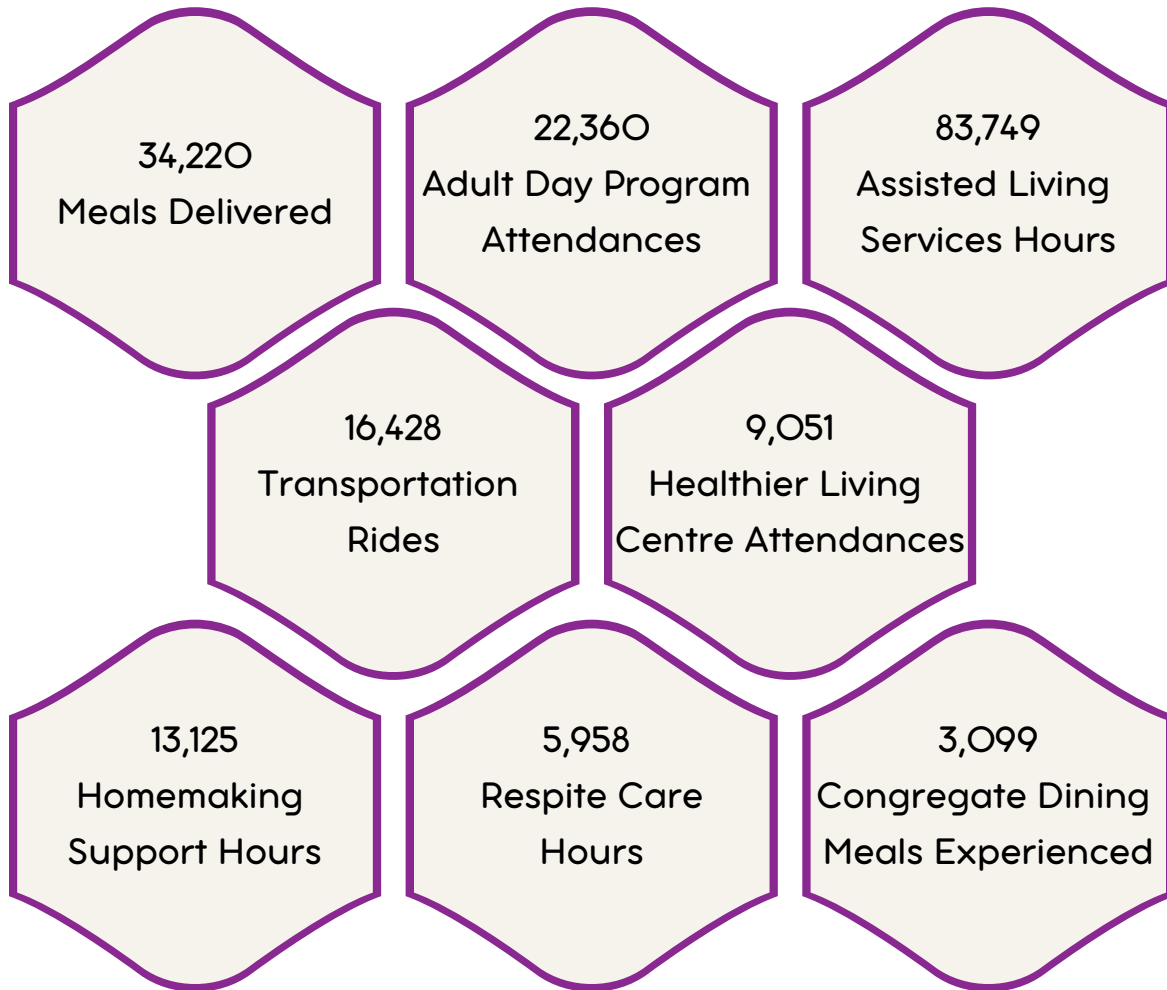 34,220
Meals Delivered
22,360
Adult Day Program
Attendances
83,749
Assisted Living
Services Hours
16,428
Transportation
Rides
9,051
Healthier Living
Centre Attendances
13,125
Homemaking
Support Hours
5,958
Respite Care
Hours
3,099
Congregate Dining
Meals Experienced